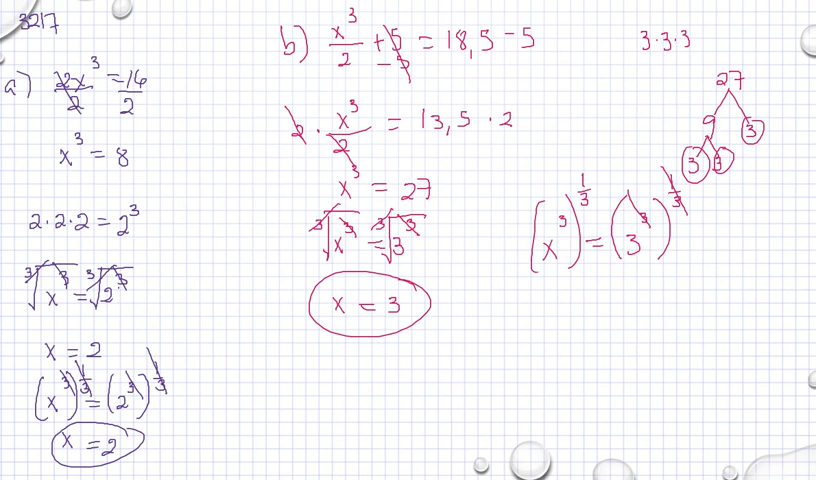 3217
a) 2x³/2 = 16/2
x³ = 8
2 · 2 · 2 = 2³
∛x³ = ∛2³
x = 2
(x³)^(1/3) = (2³)^(1/3)
x = 2
b) x³/2 + 5 - 5 = 18,5 - 5
2 · x³/2 = 13,5 · 2
x³ = 27
∛x³ = ∛3³
x = 3
3 · 3 · 3
27
9 3
3 3
(x³)^(1/3) = (3³)^(1/3)